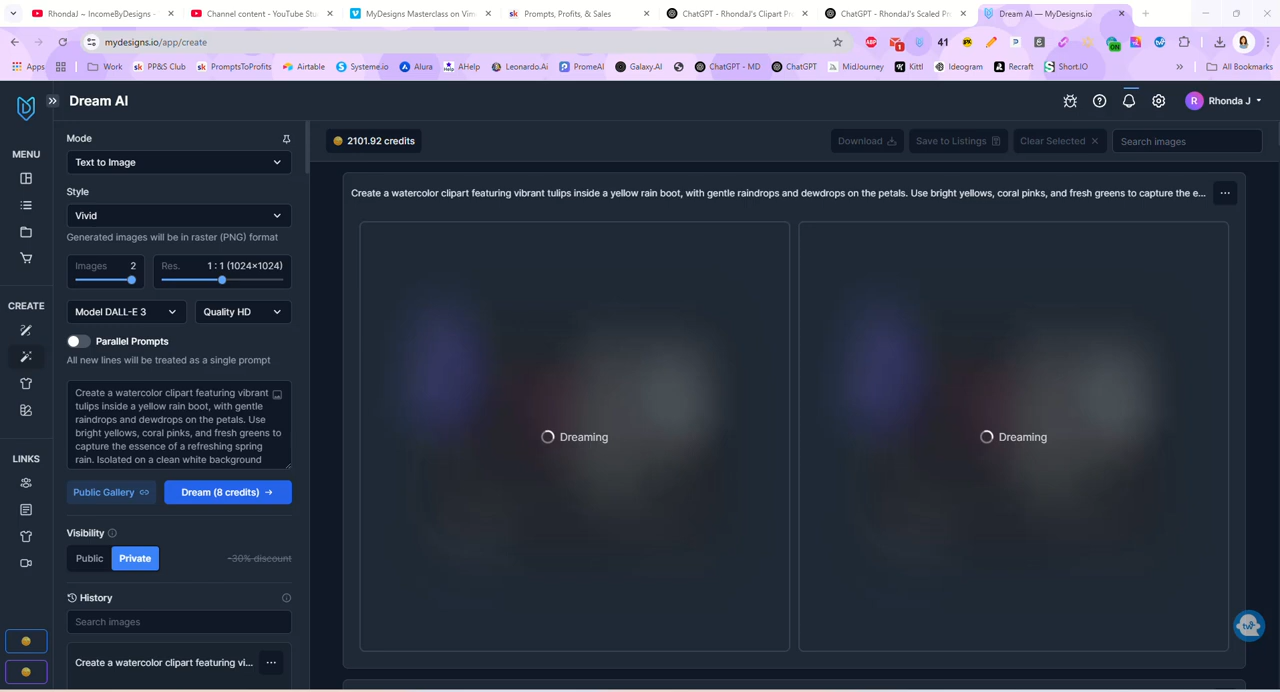 RhondaJ ~ IncomeByDesigns -
Channel content - YouTube Stu
MyDesigns Masterclass on Vim
Prompts, Profits, & Sales
ChatGPT - RhondaJ's Clipart Pr
ChatGPT - RhondaJ's Scaled Pr
Dream AI — MyDesigns.io
mydesigns.io/app/create
ABP
1
41
ON
Apps
Work
sk PP&S Club
sk PromptsToProfits
Airtable
Systeme.io
Alura
AHelp
Leonardo.Ai
PromeAI
Galaxy.AI
ChatGPT - MD
ChatGPT
MidJourney
Kittl
Ideogram
Recraft
Short.IO
All Bookmarks
Dream AI
R Rhonda J
MENU
CREATE
LINKS
Mode
Text to Image
Style
Vivid
Generated images will be in raster (PNG) format
Images 2
Res. 1 : 1 (1024×1024)
Model DALL-E 3
Quality HD
Parallel Prompts
All new lines will be treated as a single prompt
Create a watercolor clipart featuring vibrant
tulips inside a yellow rain boot, with gentle
raindrops and dewdrops on the petals. Use
bright yellows, coral pinks, and fresh greens to
capture the essence of a refreshing spring
rain. Isolated on a clean white background
Public Gallery
Dream (8 credits) →
Visibility
Public
Private
~30% discount
History
Search images
Create a watercolor clipart featuring vi...
2101.92 credits
Download
Save to Listings
Clear Selected ×
Search images
Create a watercolor clipart featuring vibrant tulips inside a yellow rain boot, with gentle raindrops and dewdrops on the petals. Use bright yellows, coral pinks, and fresh greens to capture the e...
Dreaming
Dreaming